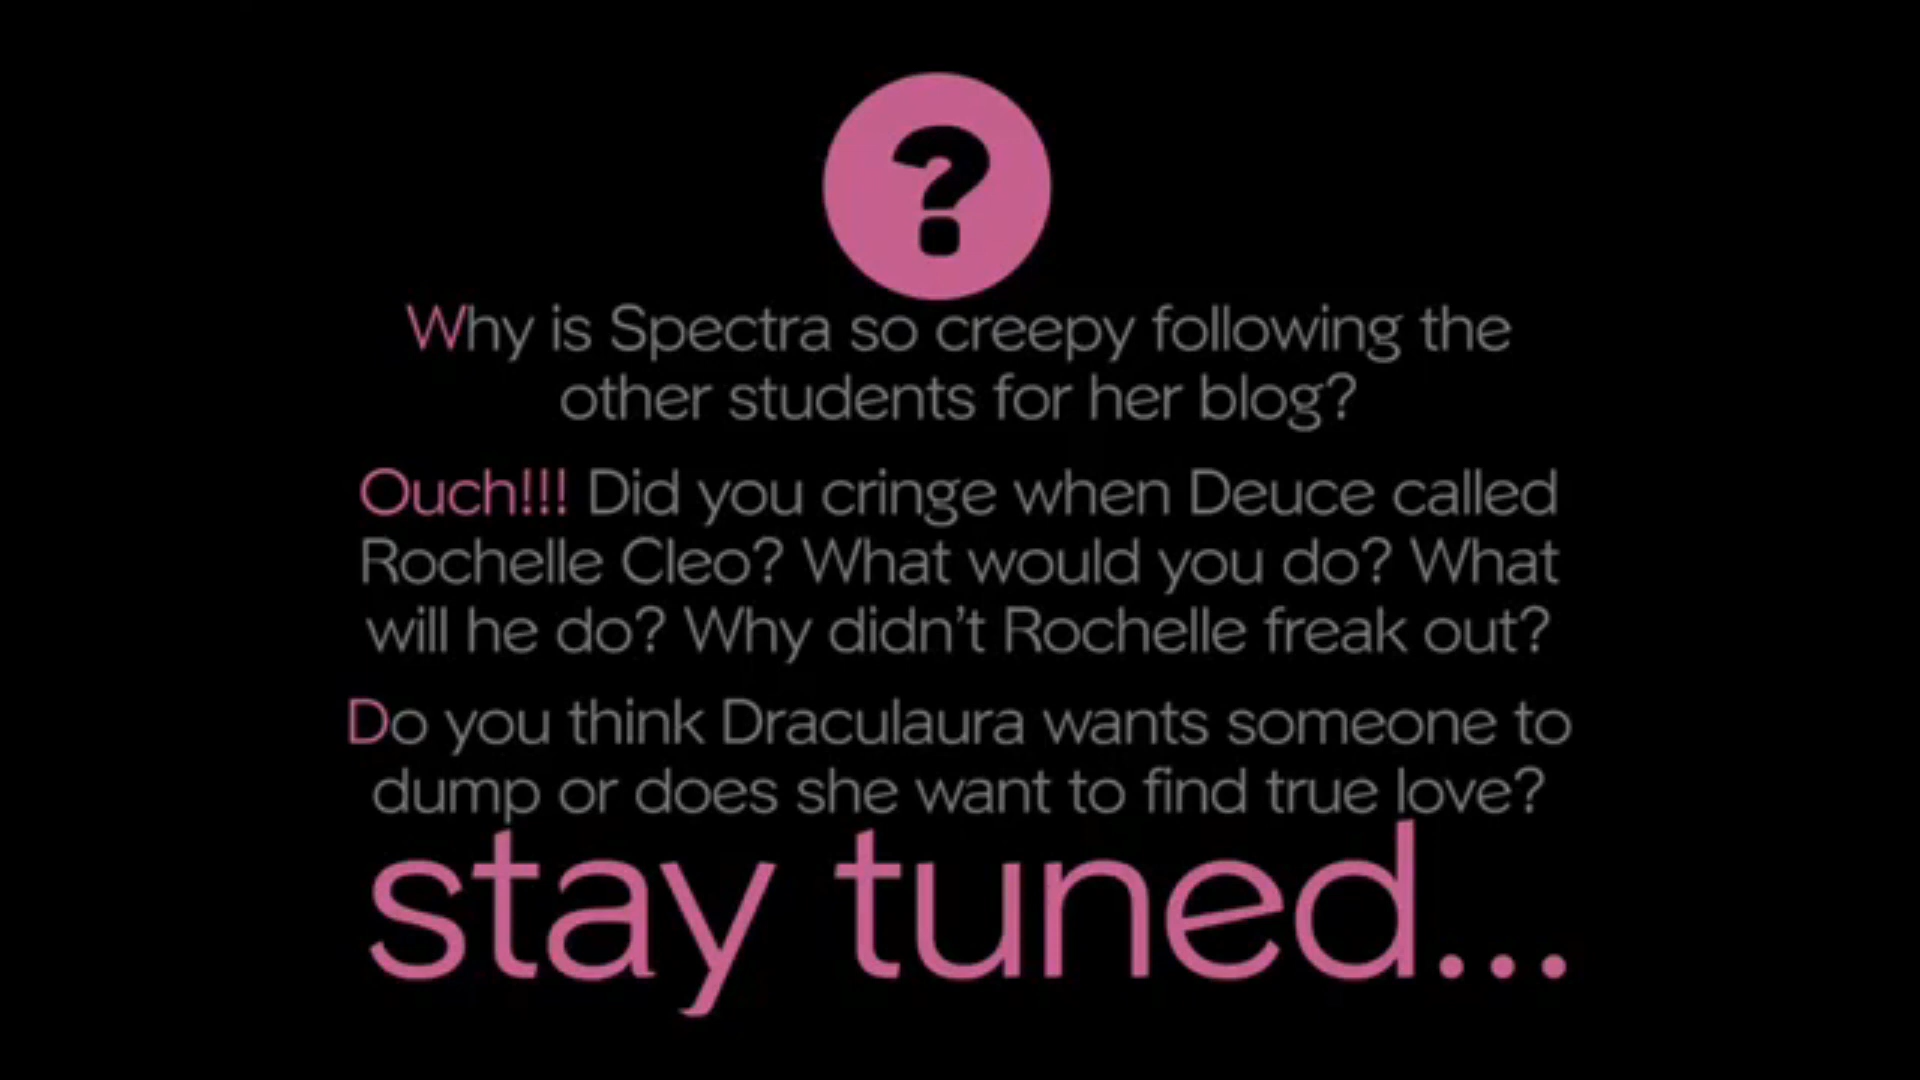 ?
Why is Spectra so creepy following the
other students for her blog?
Ouch!!! Did you cringe when Deuce called
Rochelle Cleo? What would you do? What
will he do? Why didn't Rochelle freak out?
Do you think Draculaura wants someone to
dump or does she want to find true love?
stay tuned...